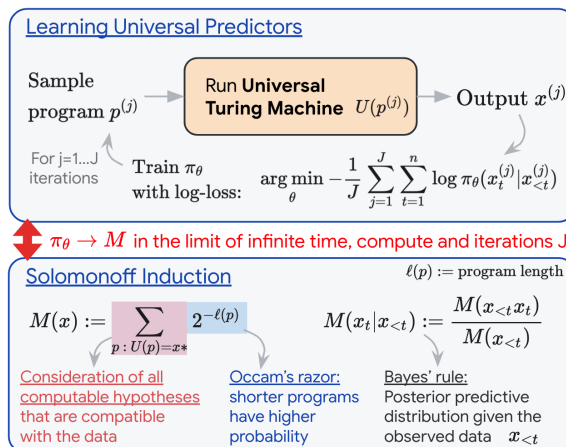 Learning Universal Predictors
Sample
program p^{(j)}
Run Universal
Turing Machine U(p^{(j)})
Output x^{(j)}
For j=1...J
iterations
Train π_θ
with log-loss:
arg min_θ − 1/J ∑_{j=1}^{J} ∑_{t=1}^{n} log π_θ(x_t^{(j)}|x_{<t}^{(j)})
π_θ → M in the limit of infinite time, compute and iterations J
Solomonoff Induction
ℓ(p) := program length
M(x) := ∑_{p : U(p)=x*} 2^{−ℓ(p)}
M(x_t|x_{<t}) := M(x_{<t}x_t) / M(x_{<t})
Consideration of all
computable hypotheses
that are compatible
with the data
Occam's razor:
shorter programs
have higher
probability
Bayes' rule:
Posterior predictive
distribution given the
observed data x_{<t}